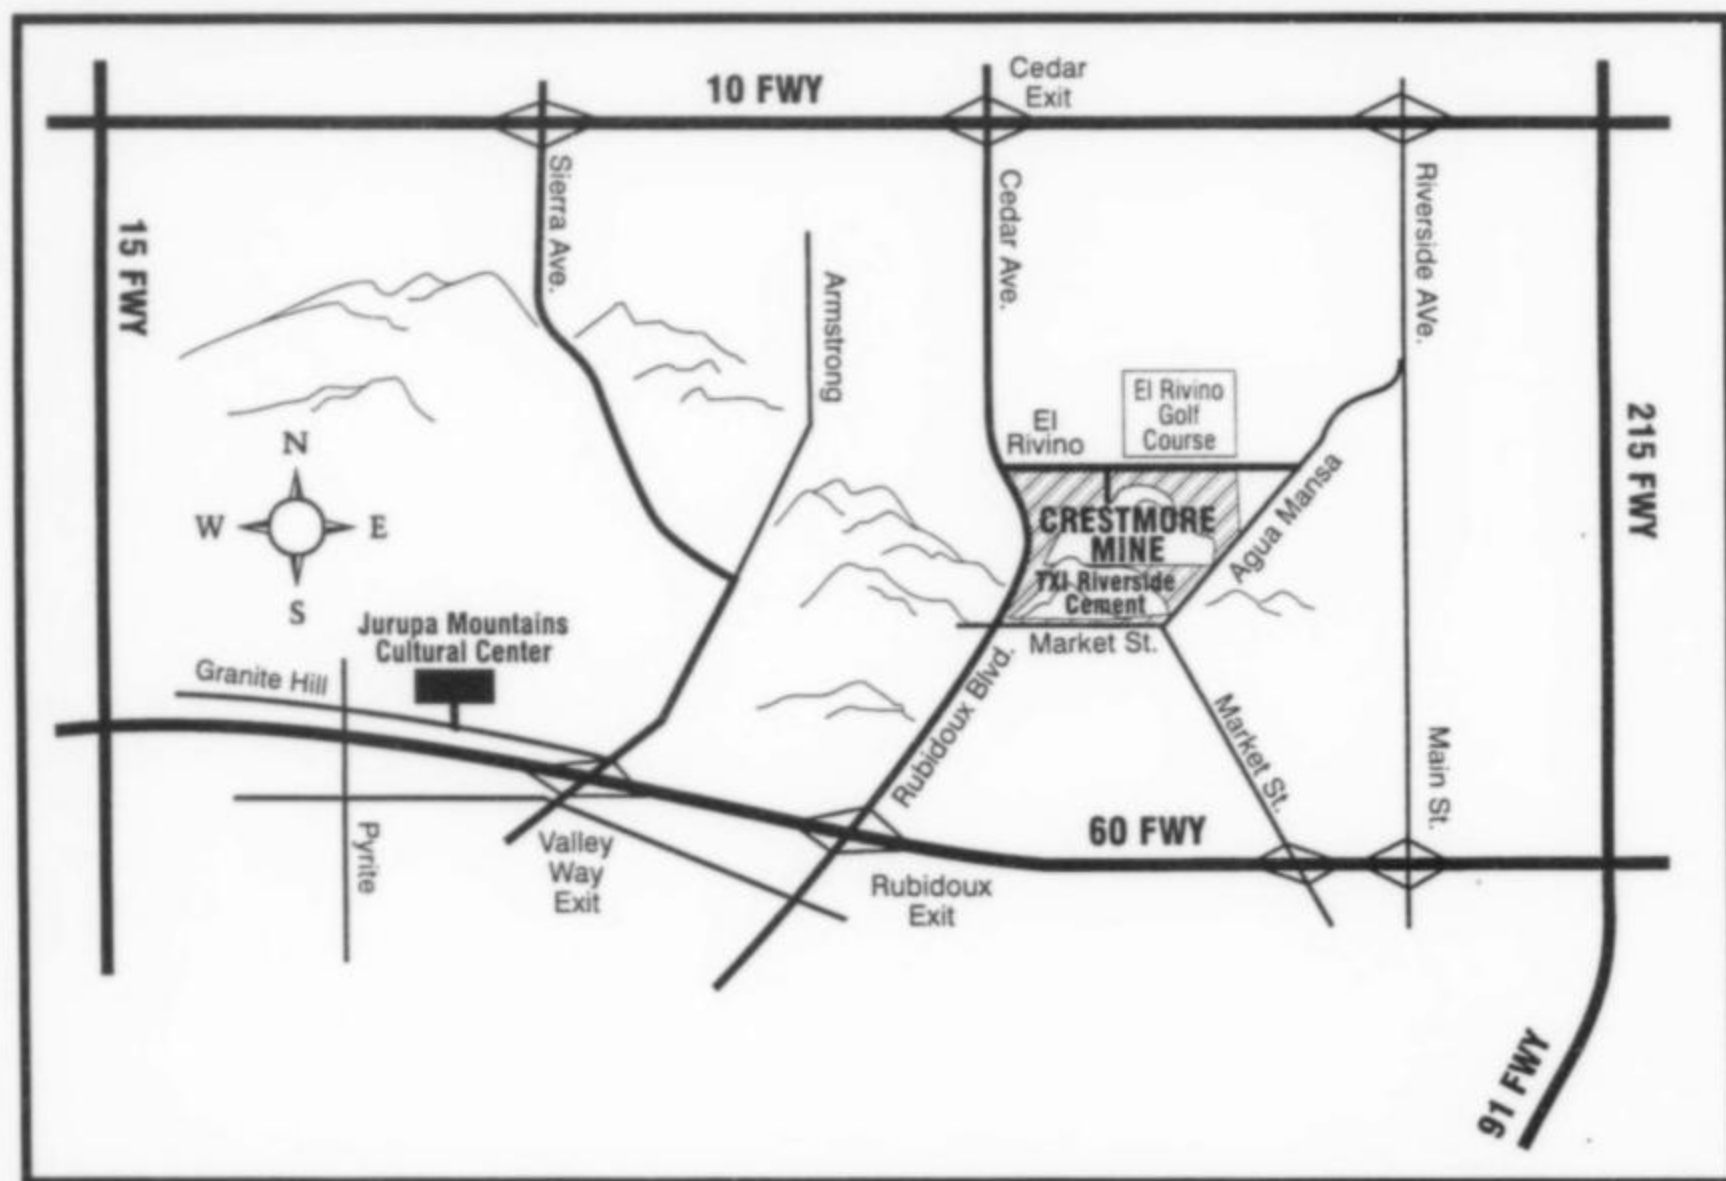 10 FWY
Cedar
Exit
15 FWY
Sierra Ave.
Armstrong
Cedar Ave.
Riverside AVe.
215 FWY
El
Rivino
El Rivino
Golf
Course
N
W
E
S
CRESTMORE
MINE
TXI Riverside
Cement
Agua Mansa
Market St.
Jurupa Mountains
Cultural Center
Granite Hill
Rubidoux Blvd.
Market St.
Main St.
Pyrite
Valley
Way
Exit
60 FWY
Rubidoux
Exit
91 FWY